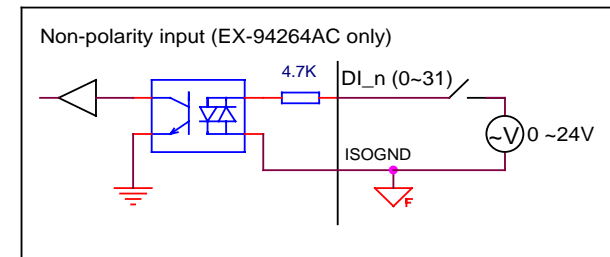 Non-polarity input (EX-94264AC only)
4.7K
DI_n (0~31)
~V 0 ~24V
ISOGND
F